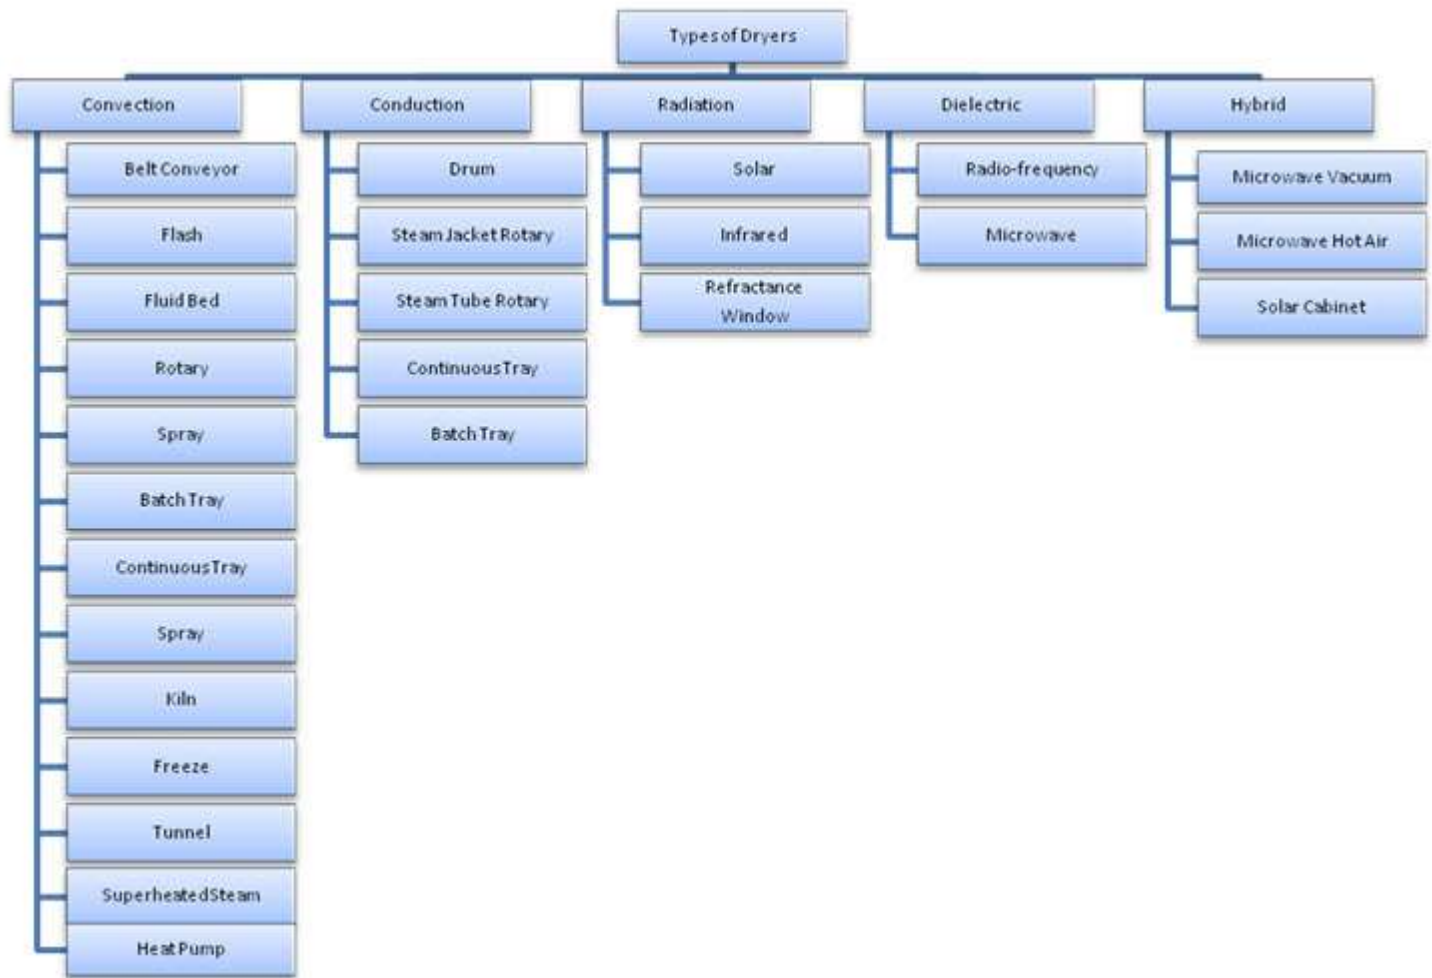 Types of Dryers
Convection
Belt Conveyor
Flash
Fluid Bed
Rotary
Spray
Batch Tray
Continuous Tray
Spray
Kiln
Freeze
Tunnel
Superheated Steam
Heat Pump
Conduction
Drum
Steam Jacket Rotary
Steam Tube Rotary
Continuous Tray
Batch Tray
Radiation
Solar
Infrared
Refractance
Window
Dielectric
Radio-frequency
Microwave
Hybrid
Microwave Vacuum
Microwave Hot Air
Solar Cabinet